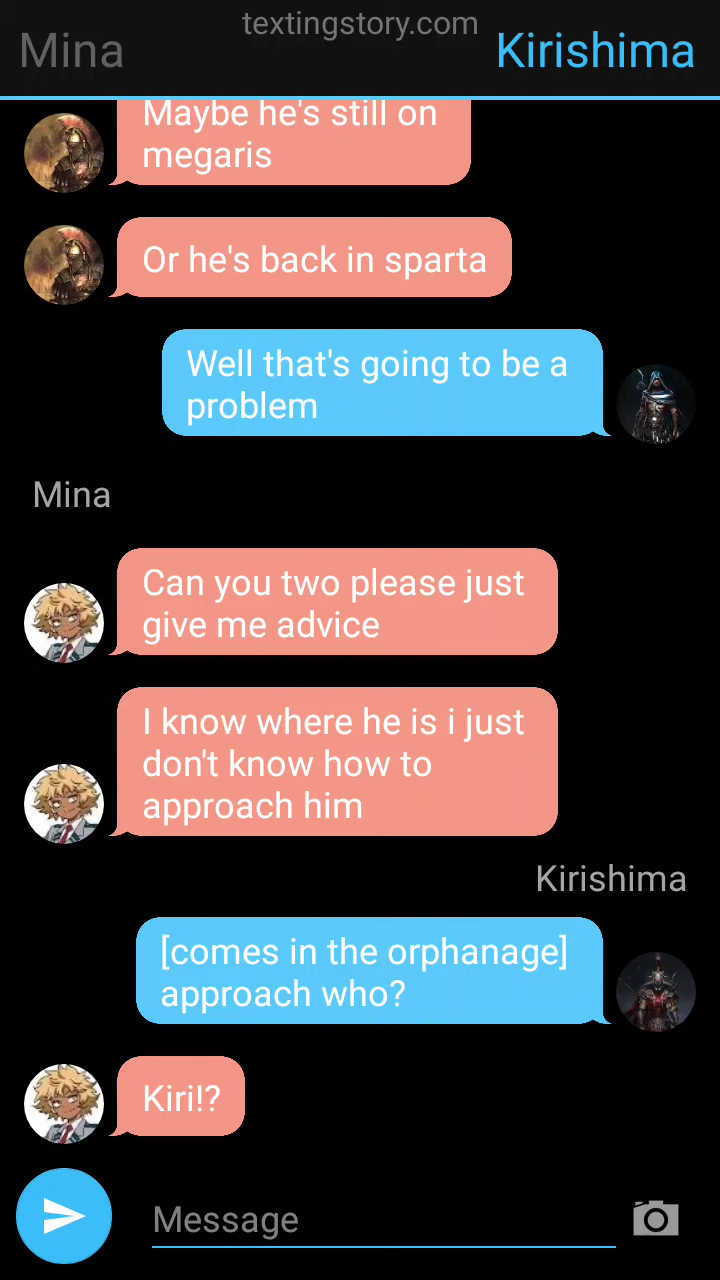 textingstory.com
Mina
Kirishima
Maybe he's still on
megaris
Or he's back in sparta
Well that's going to be a
problem
Mina
Can you two please just
give me advice
I know where he is i just
don't know how to
approach him
Kirishima
[comes in the orphanage]
approach who?
Kiri!?
Message